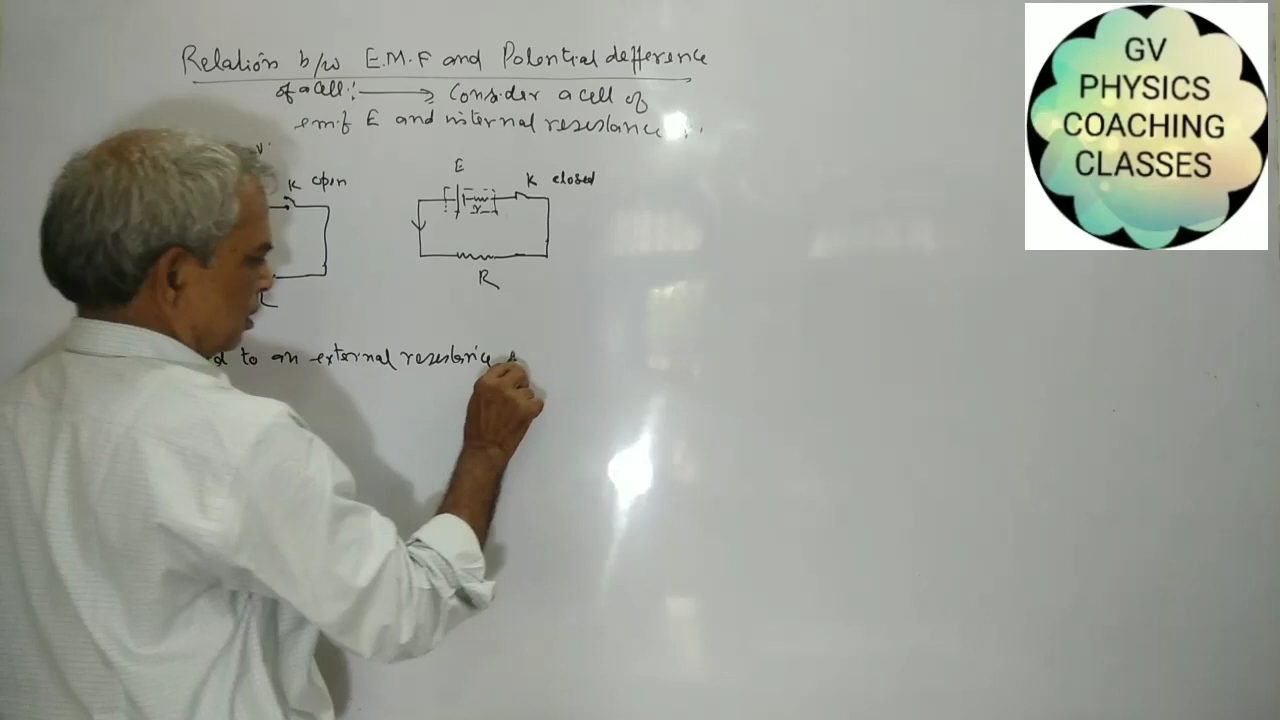 Relation b/w E.M.F and Potential defference
of a cell :⟶ Consider a cell of
emf E and internal resistance r.
V
K open
E
K closed
r
R
d to an external resistance
GV
PHYSICS
COACHING
CLASSES